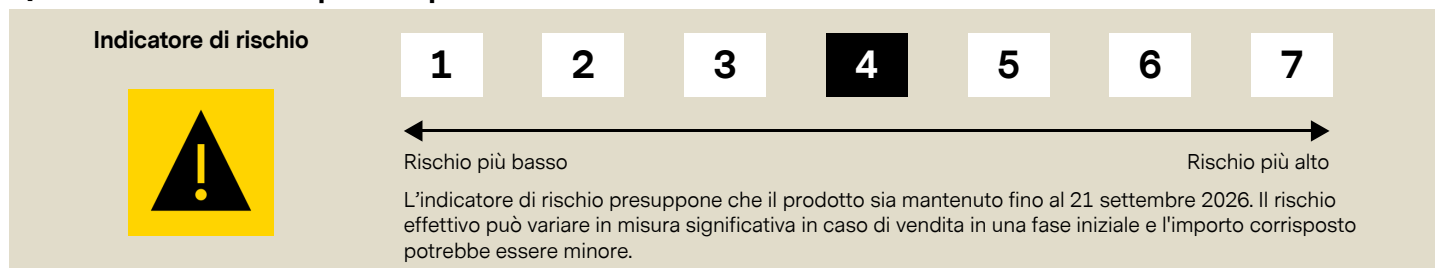 Indicatore di rischio
1 2 3 4 5 6 7
Rischio più basso Rischio più alto
L'indicatore di rischio presuppone che il prodotto sia mantenuto fino al 21 settembre 2026. Il rischio
effettivo può variare in misura significativa in caso di vendita in una fase iniziale e l'importo corrisposto
potrebbe essere minore.